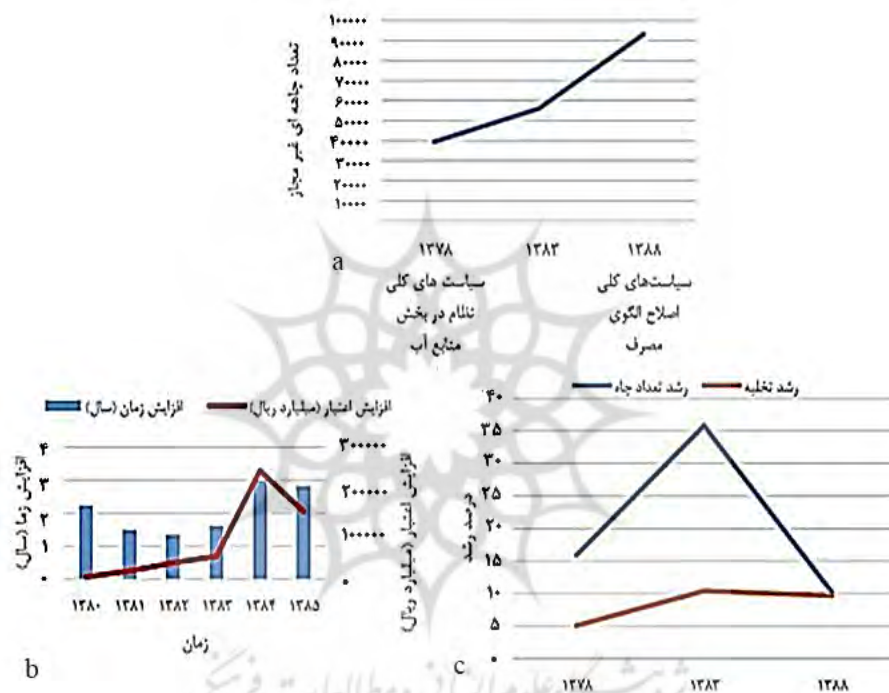 تعداد چاهه ای غیر مجاز
۱۰۰۰۰۰
۹۰۰۰۰
۸۰۰۰۰
۷۰۰۰۰
۶۰۰۰۰
۵۰۰۰۰
۴۰۰۰۰
۳۰۰۰۰
۲۰۰۰۰
۱۰۰۰۰
۱۳۷۸
۱۳۸۳
۱۳۸۸
a
سیاست های کلی
نظام در بخش
منابع آب
سیاست‌های کلی
اصلاح الگوی
مصرف
افزایش زمان (سال)
افزایش اعتبار (میلیارد ریال)
افزایش زما (سال)
۴
۳
۲
۱
۰
افزایش اعتبار (میلیارد ریال)
۳۰۰۰۰۰
۲۰۰۰۰۰
۱۰۰۰۰۰
۰
۱۳۸۰
۱۳۸۱
۱۳۸۲
۱۳۸۳
۱۳۸۴
۱۳۸۵
زمان
b
رشد تعداد چاه
رشد تخلیه
درصد رشد
۴۰
۳۵
۳۰
۲۵
۲۰
۱۵
۱۰
۵
۰
۱۳۷۸
۱۳۸۳
۱۳۸۸
c